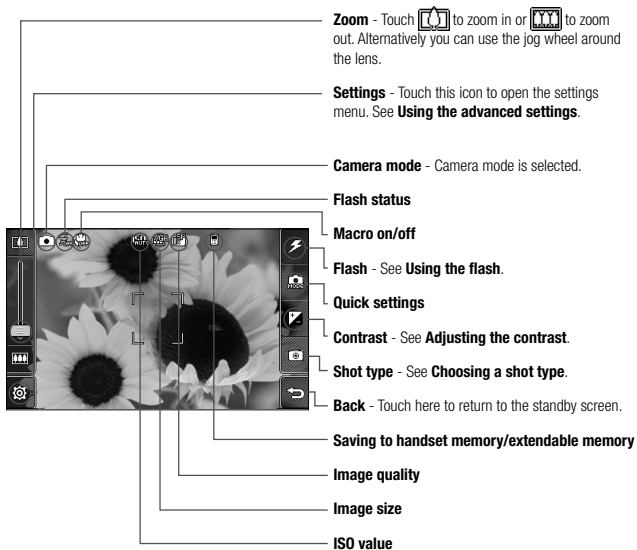 Zoom - Touch to zoom in or to zoom
out. Alternatively you can use the jog wheel around
the lens.
Settings - Touch this icon to open the settings
menu. See Using the advanced settings.
Camera mode - Camera mode is selected.
Flash status
Macro on/off
Flash - See Using the flash.
Quick settings
Contrast - See Adjusting the contrast.
Shot type - See Choosing a shot type.
Back - Touch here to return to the standby screen.
Saving to handset memory/extendable memory
Image quality
Image size
ISO value
ISO
AUTO
MODE